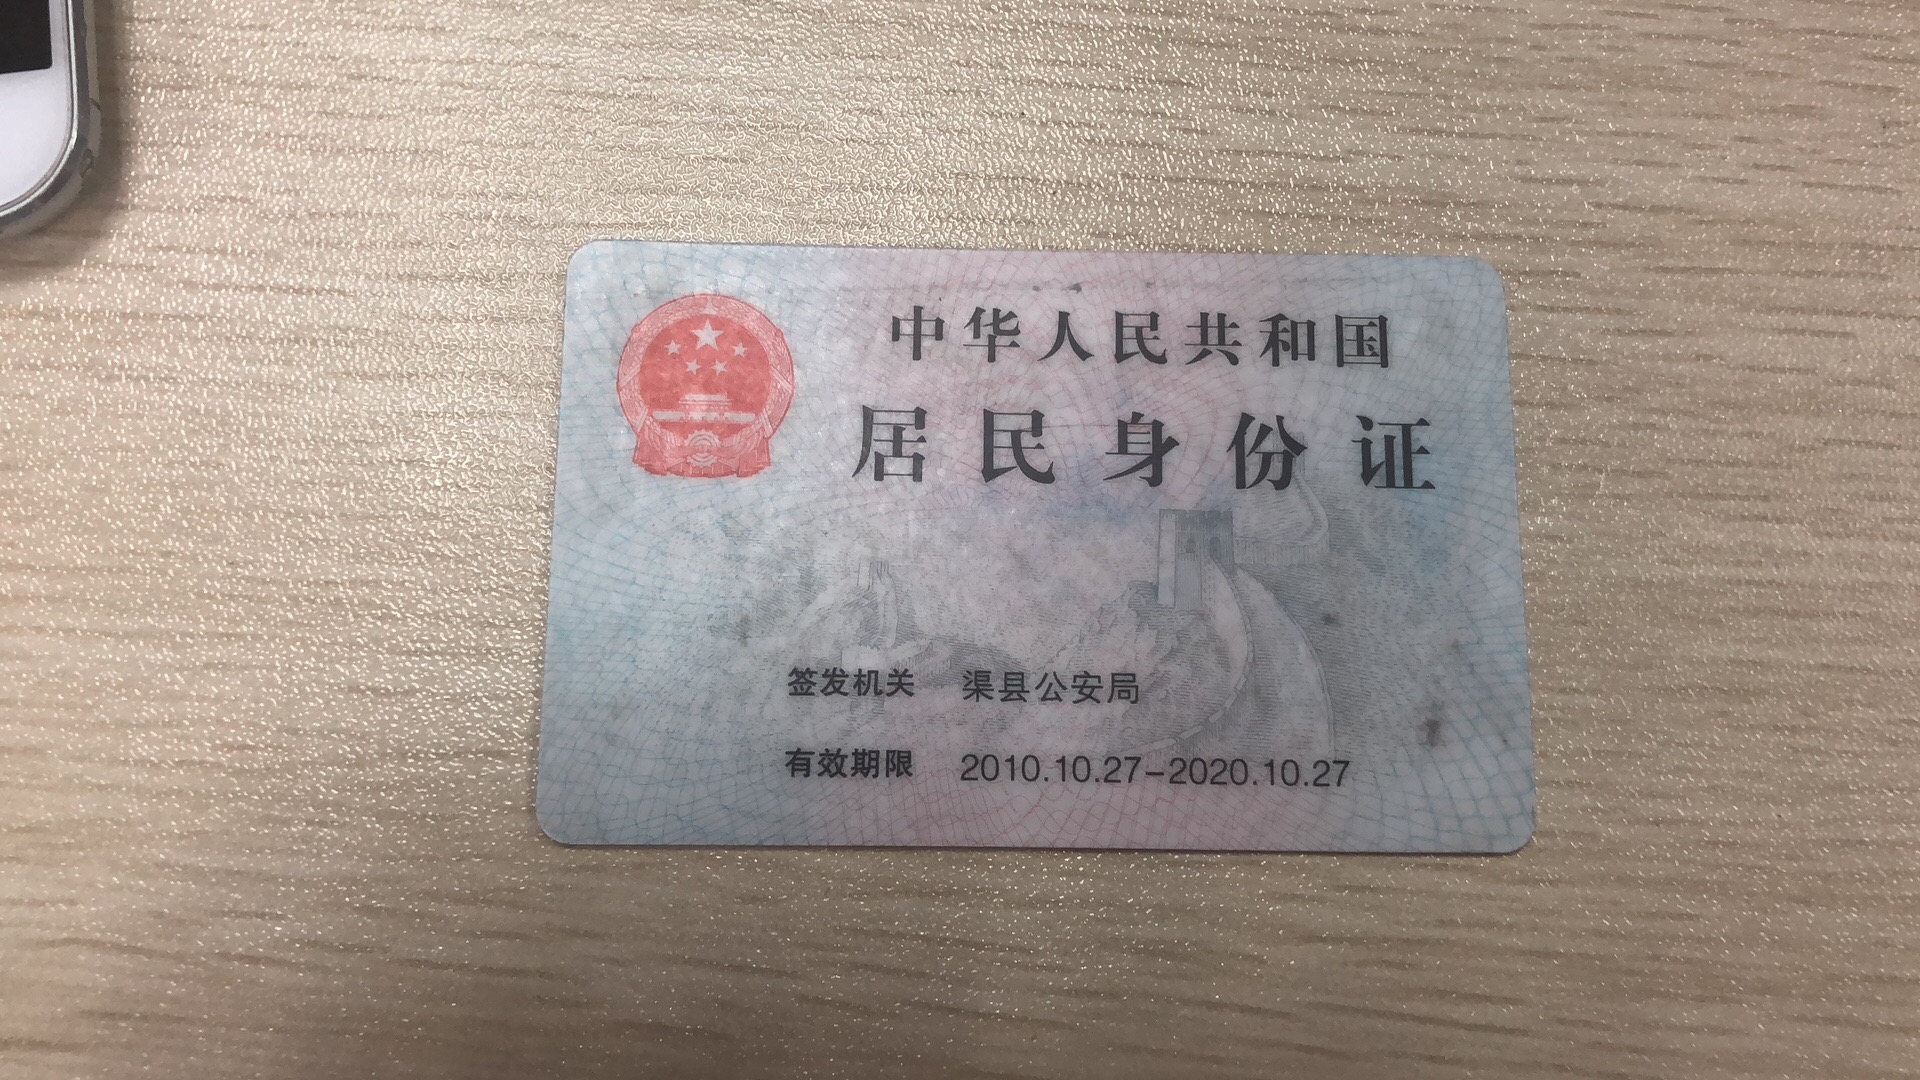 中华人民共和国
居民身份证
签发机关 渠县公安局
有效期限 2010.10.27-2020.10.27